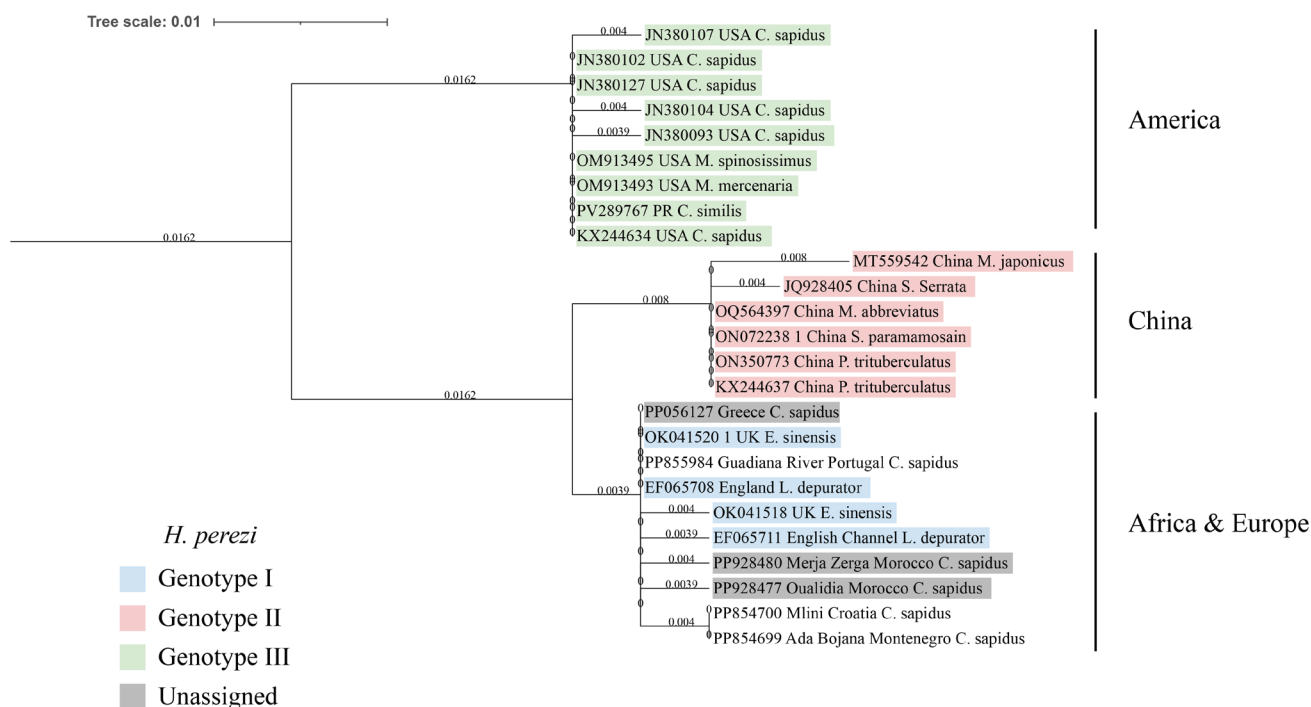 Tree scale: 0.01
0.004
JN380107 USA C. sapidus
JN380102 USA C. sapidus
0.0162
JN380127 USA C. sapidus
0.004
JN380104 USA C. sapidus
America
0.0039
JN380093 USA C. sapidus
OM913495 USA M. spinosissimus
OM913493 USA M. mercenaria
PV289767 PR C. similis
0.0162
KX244634 USA C. sapidus
0.008
MT559542 China M. japonicus
0.004
JQ928405 China S. Serrata
0.008
OQ564397 China M. abbreviatus
China
ON072238 1 China S. paramamosain
ON350773 China P. trituberculatus
KX244637 China P. trituberculatus
0.0162
PP056127 Greece C. sapidus
OK041520 1 UK E. sinensis
PP855984 Guadiana River Portugal C. sapidus
0.0039
EF065708 England L. depurator
0.004
OK041518 UK E. sinensis
Africa & Europe
0.0039
EF065711 English Channel L. depurator
0.004
PP928480 Merja Zerga Morocco C. sapidus
0.0039
PP928477 Oualidia Morocco C. sapidus
PP854700 Mlini Croatia C. sapidus
0.004
PP854699 Ada Bojana Montenegro C. sapidus
H. perezi
Genotype I
Genotype II
Genotype III
Unassigned